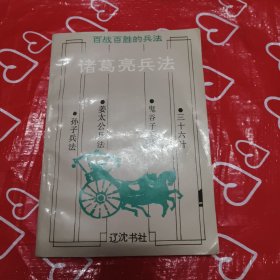 百战百胜的兵法
诸葛亮兵法
•三十六计
•鬼谷子
•姜太公兵法
•孙子兵法
辽沈书社